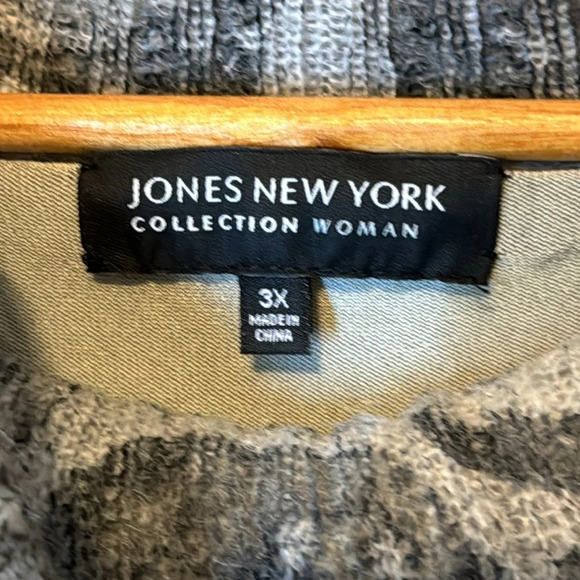 JONES NEW YORK
COLLECTION WOMAN
3X
MADE IN
CHINA